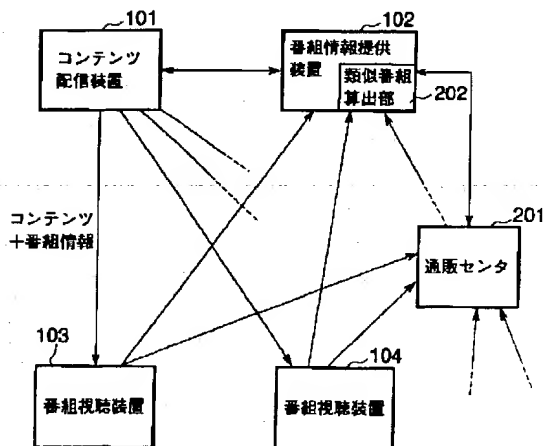 101
コンテンツ
配信装置
102
番組情報提供
装置
類似番組
算出部
202
コンテンツ
+番組情報
201
通販センタ
103
番組視聴装置
104
番組視聴装置